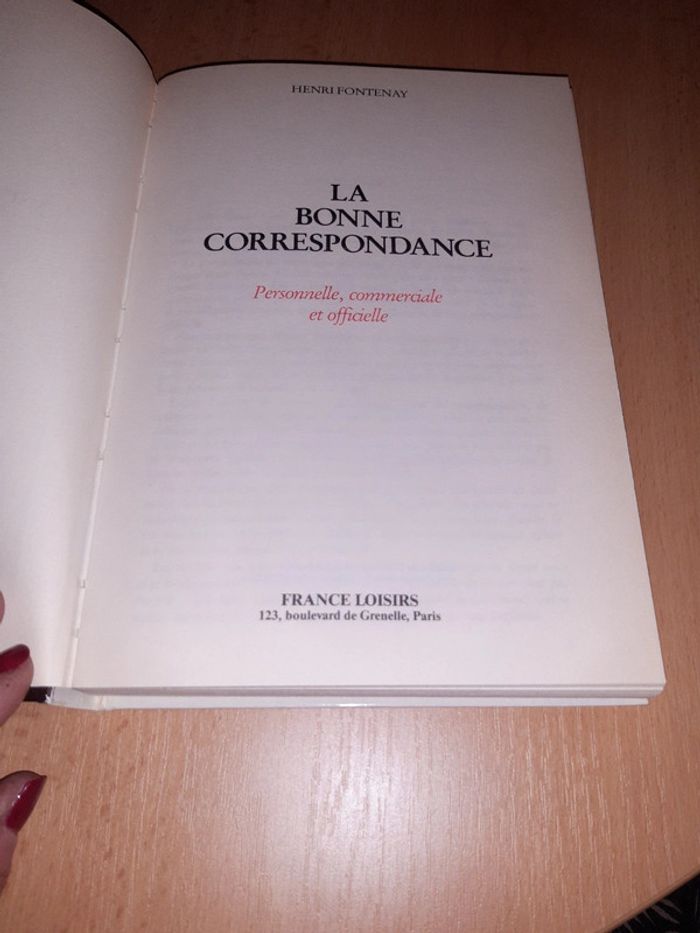 HENRI FONTENAY
LA
BONNE
CORRESPONDANCE
Personnelle, commerciale
et officielle
FRANCE LOISIRS
123, boulevard de Grenelle, Paris